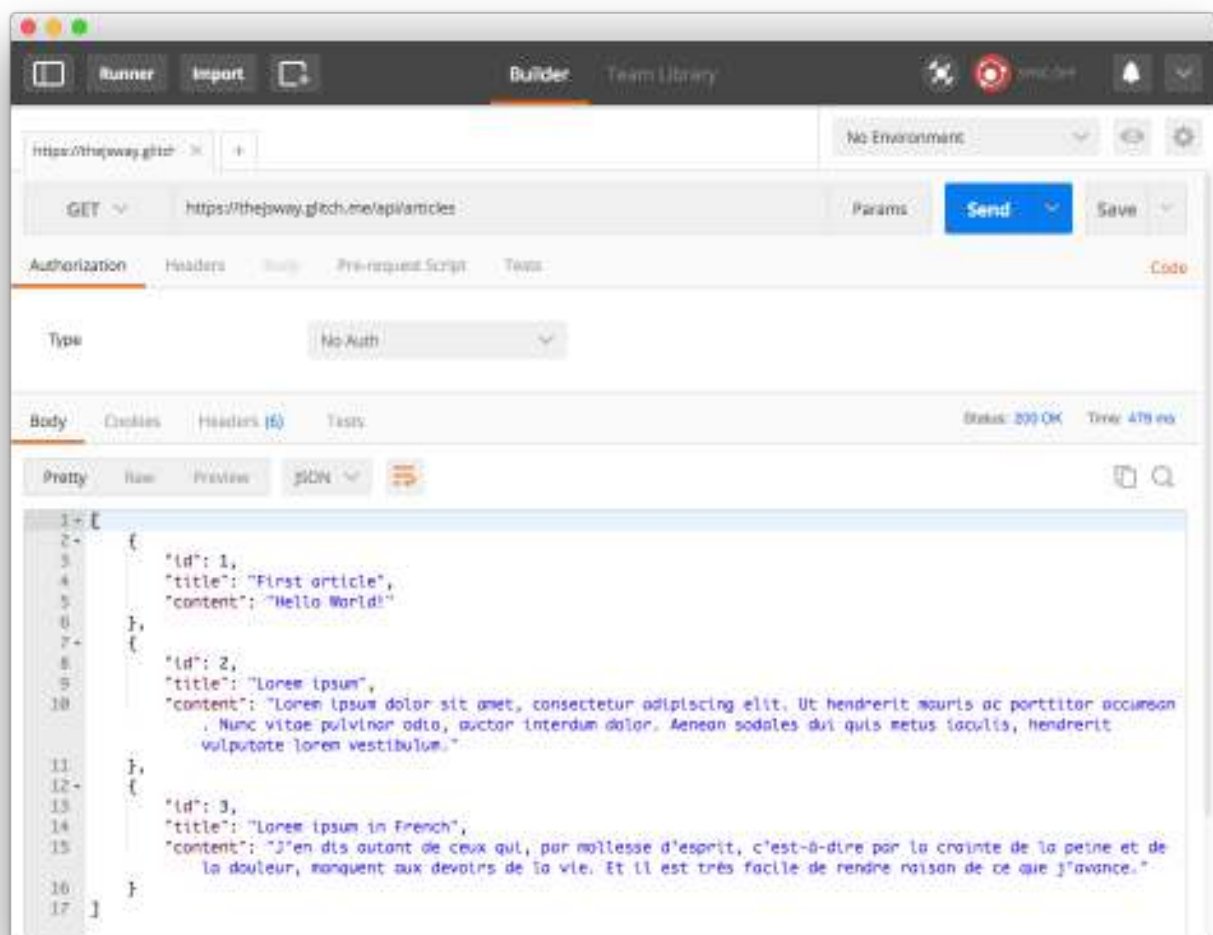 Runner Import Builder Team Library
No Environment
https://thejsway.glitch × +
GET https://thejsway.glitch.me/api/articles Params Send Save
Authorization Headers Body Pre-request Script Tests Code
Type No Auth
Body Cookies Headers (6) Tests Status: 200 OK Time: 478 ms
Pretty Raw Preview JSON
1 [
2 {
3 "id": 1,
4 "title": "First article",
5 "content": "Hello World!"
6 },
7 {
8 "id": 2,
9 "title": "Lorem ipsum",
10 "content": "Lorem ipsum dolor sit amet, consectetur adipiscing elit. Ut hendrerit mauris ac porttitor accumsan
. Nunc vitae pulvinar odio, auctor interdum dolor. Aenean sodales dui quis metus iaculis, hendrerit
vulputate lorem vestibulum."
11 },
12 {
13 "id": 3,
14 "title": "Lorem ipsum in French",
15 "content": "J'en dis autant de ceux qui, par mollesse d'esprit, c'est-à-dire par la crainte de la peine et de
la douleur, manquent aux devoirs de la vie. Et il est très facile de rendre raison de ce que j'avance."
16 }
17 ]